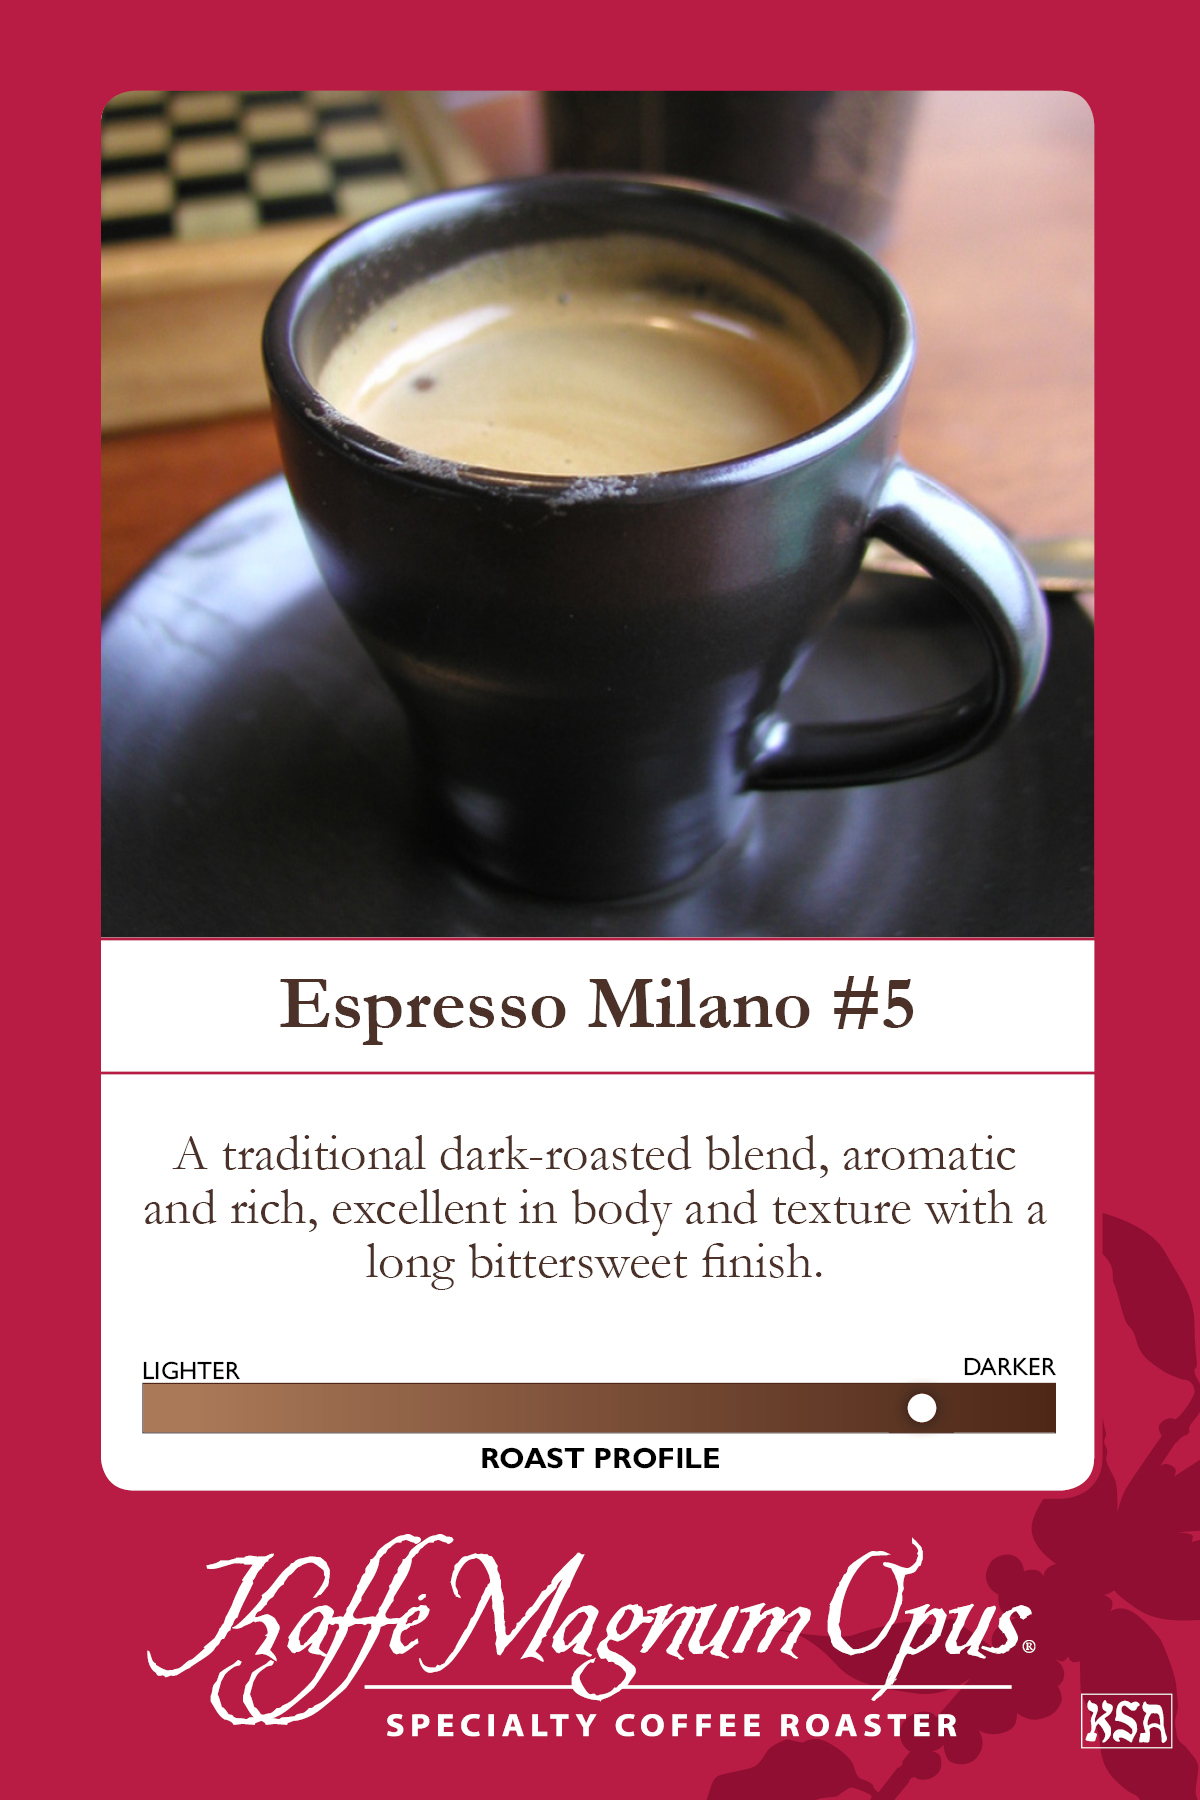 Espresso Milano #5
A traditional dark-roasted blend, aromatic
and rich, excellent in body and texture with a
long bittersweet finish.
LIGHTER
DARKER
ROAST PROFILE
Kaffé Magnum Opus®
SPECIALTY COFFEE ROASTER
KSA